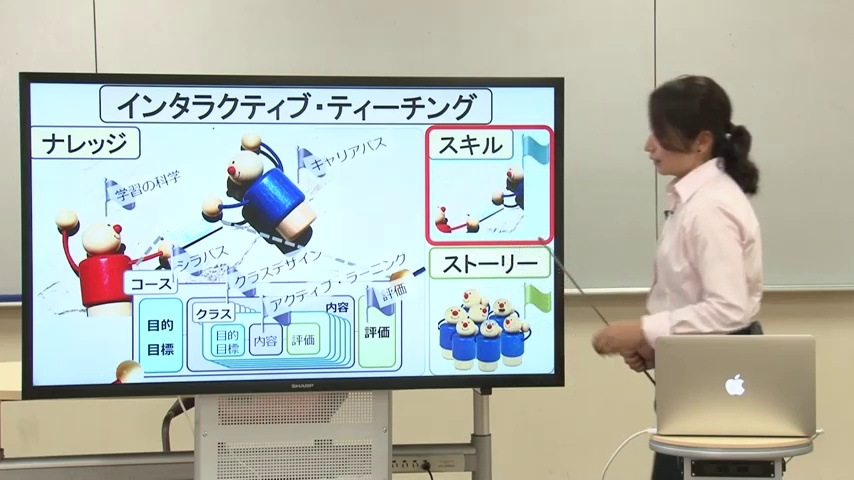 インタラクティブ・ティーチング
ナレッジ
スキル
キャリアパス
学習の科学
シラバス
クラスデザイン
アクティブ・ラーニング
評価
ストーリー
コース
目的
目標
クラス
内容
目的
目標
内容
評価
評価
SHARP